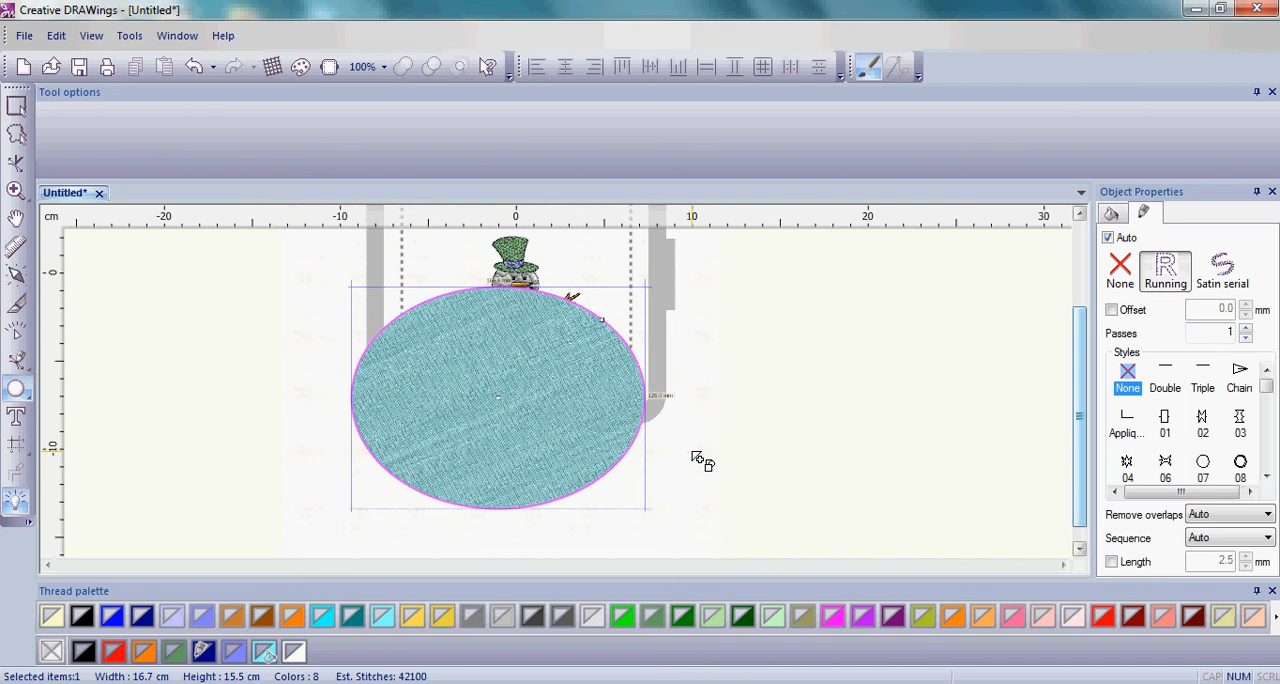 Creative DRAWings - [Untitled*]
File Edit View Tools Window Help
100%
Tool options
Untitled*
Object Properties
cm -20 -10 0 10 20 30
Auto
None Running Satin serial
Offset 0.0 mm
Passes 1
Styles
None Double Triple Chain
Appliq... 01 02 03
04 06 07 08
Remove overlaps Auto
Sequence Auto
Length 2.5 mm
0
-10
Thread palette
Selected items:1 Width : 16.7 cm Height : 15.5 cm Colors : 8 Est. Stitches: 42100 CAP NUM SCRL